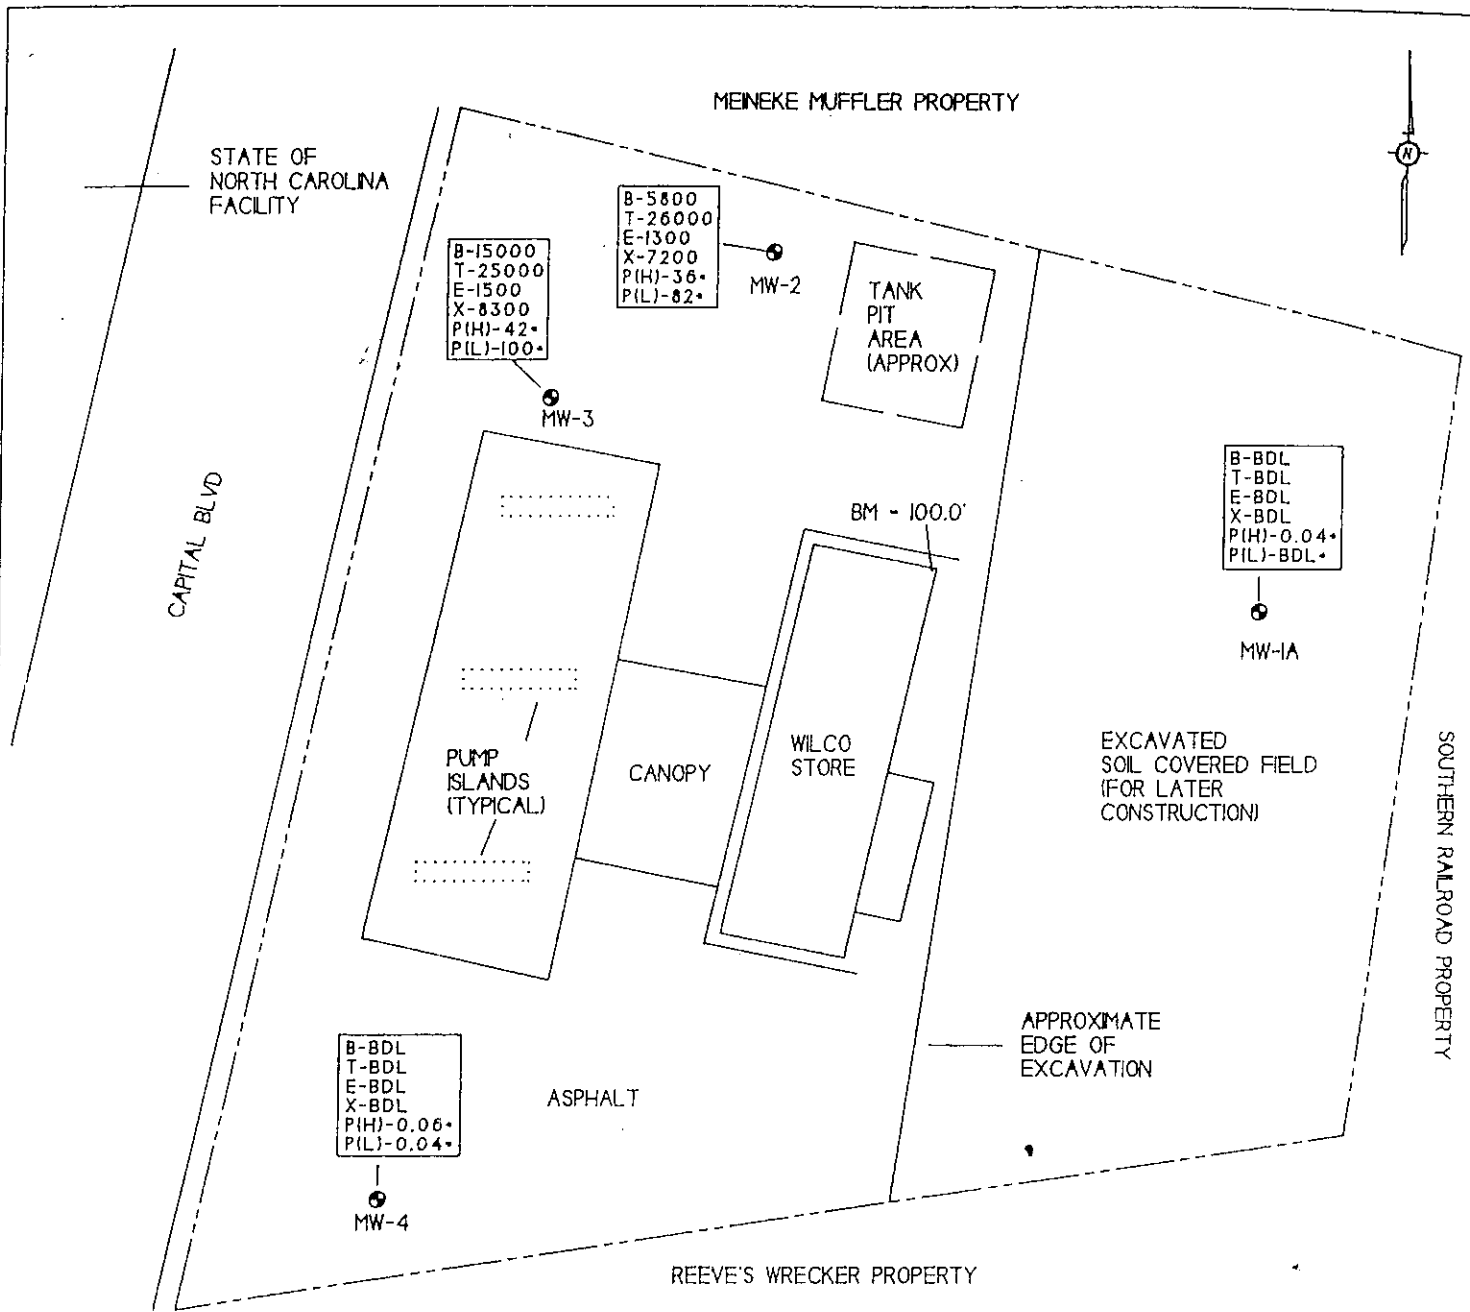 MEINEKE MUFFLER PROPERTY
N
STATE OF
NORTH CAROLINA
FACILITY
B-5800
T-26000
E-1300
X-7200
P(H)-36*
P(L)-82*
MW-2
B-15000
T-25000
E-1500
X-8300
P(H)-42*
P(L)-100*
MW-3
TANK
PIT
AREA
(APPROX)
B-BDL
T-BDL
E-BDL
X-BDL
P(H)-0.04*
P(L)-BDL*
MW-1A
BM - 100.0'
CAPITAL BLVD
PUMP
ISLANDS
(TYPICAL)
CANOPY
WILCO
STORE
EXCAVATED
SOIL COVERED FIELD
(FOR LATER
CONSTRUCTION)
SOUTHERN RAILROAD PROPERTY
APPROXIMATE
EDGE OF
EXCAVATION
B-BDL
T-BDL
E-BDL
X-BDL
P(H)-0.06*
P(L)-0.04*
MW-4
ASPHALT
REEVE'S WRECKER PROPERTY